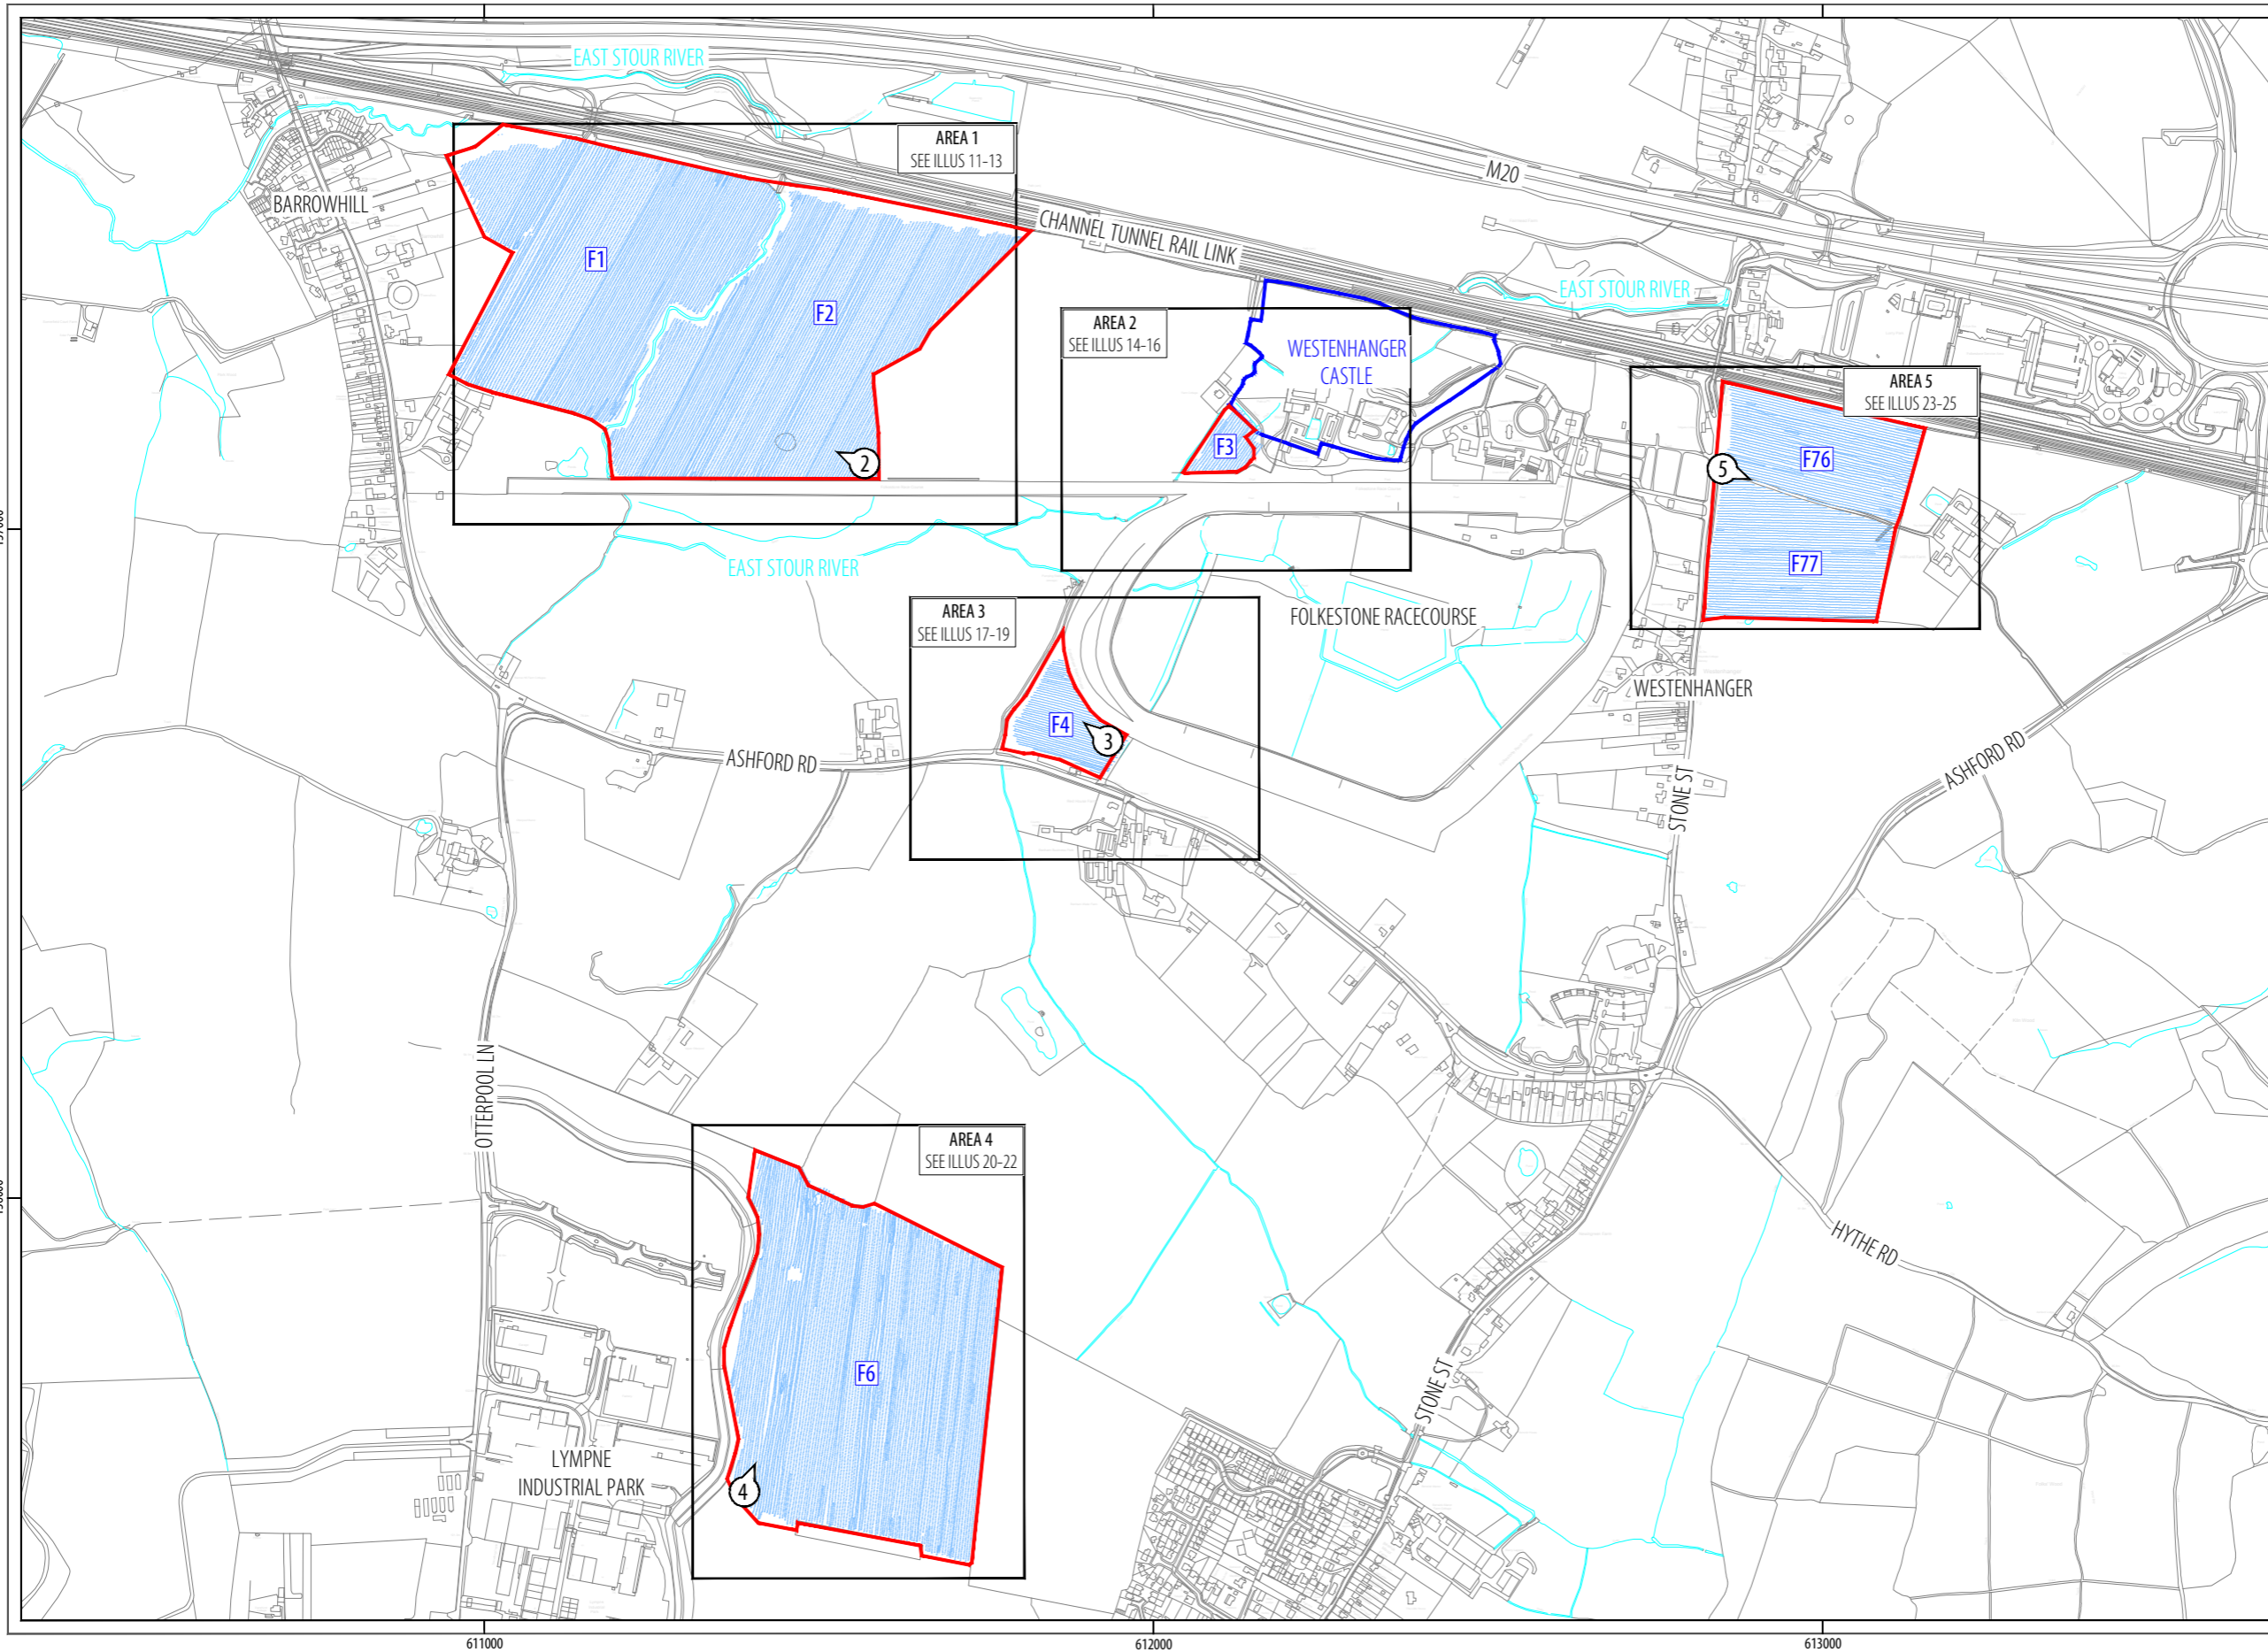 EAST STOUR RIVER
AREA 1
SEE ILLUS 11-13
M20
BARROWHILL
CHANNEL TUNNEL RAIL LINK
F1
F2
EAST STOUR RIVER
AREA 2
SEE ILLUS 14-16
WESTENHANGER
CASTLE
AREA 5
SEE ILLUS 23-25
F3
2
5
F76
F77
EAST STOUR RIVER
AREA 3
SEE ILLUS 17-19
FOLKESTONE RACECOURSE
WESTENHANGER
F4
3
ASHFORD RD
ASHFORD RD
STONE ST
OTTERPOOL LN
AREA 4
SEE ILLUS 20-22
HYTHE RD
F6
STONE ST
LYMPNE
INDUSTRIAL PARK
4
611000
612000
613000